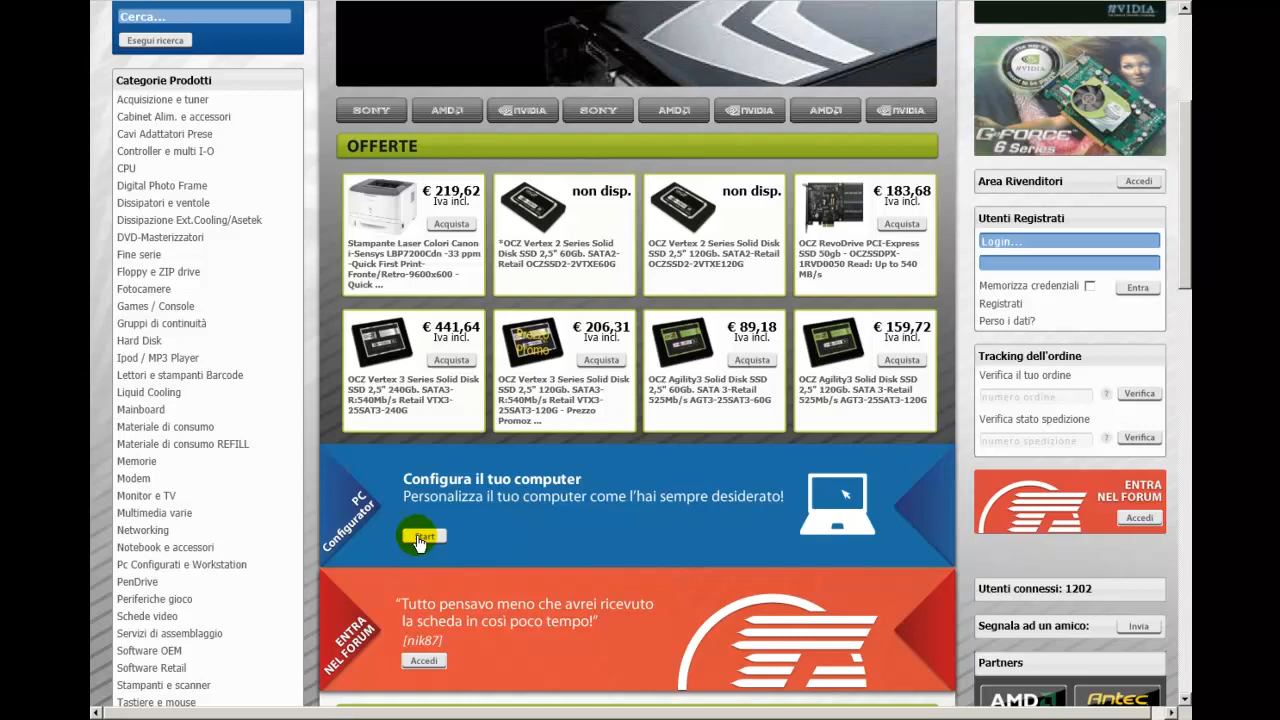 Cerca...
Esegui ricerca
Categorie Prodotti
Acquisizione e tuner
Cabinet Alim. e accessori
Cavi Adattatori Prese
Controller e multi I-O
CPU
Digital Photo Frame
Dissipatori e ventole
Dissipazione Ext.Cooling/Asetek
DVD-Masterizzatori
Fine serie
Floppy e ZIP drive
Fotocamere
Games / Console
Gruppi di continuità
Hard Disk
Ipod / MP3 Player
Lettori e stampanti Barcode
Liquid Cooling
Mainboard
Materiale di consumo
Materiale di consumo REFILL
Memorie
Modem
Monitor e TV
Multimedia varie
Networking
Notebook e accessori
Pc Configurati e Workstation
PenDrive
Periferiche gioco
Schede video
Servizi di assemblaggio
Software OEM
Software Retail
Stampanti e scanner
Tastiere e mouse
SONY AMD NVIDIA SONY AMD NVIDIA AMD NVIDIA
OFFERTE
€ 219,62
Iva incl.
Acquista
Stampante Laser Colori Canon
i-Sensys LBP7200Cdn -33 ppm
-Quick First Print-
Fronte/Retro-9600x600 -
Quick ...
non disp.
*OCZ Vertex 2 Series Solid
Disk SSD 2,5" 60Gb. SATA2-
Retail OCZSSD2-2VTXE60G
non disp.
OCZ Vertex 2 Series Solid Disk
SSD 2,5" 120Gb. SATA2-Retail
OCZSSD2-2VTXE120G
€ 183,68
Iva incl.
Acquista
OCZ RevoDrive PCI-Express
SSD 50gb - OCZSSDPX-
1RVD0050 Read: Up to 540
MB/s
€ 441,64
Iva incl.
Acquista
OCZ Vertex 3 Series Solid Disk
SSD 2,5" 240Gb. SATA3-
R:540Mb/s Retail VTX3-
25SAT3-240G
Prezzo
Promo
€ 206,31
Iva incl.
Acquista
OCZ Vertex 3 Series Solid Disk
SSD 2,5" 120Gb. SATA3-
R:540Mb/s Retail VTX3-
25SAT3-120G - Prezzo
Promoz ...
€ 89,18
Iva incl.
Acquista
OCZ Agility3 Solid Disk SSD
2,5" 60Gb. SATA 3-Retail
525Mb/s AGT3-25SAT3-60G
€ 159,72
Iva incl.
Acquista
OCZ Agility3 Solid Disk SSD
2,5" 120Gb. SATA 3-Retail
525Mb/s AGT3-25SAT3-120G
PC
Configurator
Configura il tuo computer
Personalizza il tuo computer come l'hai sempre desiderato!
Start
ENTRA
NEL FORUM
“Tutto pensavo meno che avrei ricevuto
la scheda in così poco tempo!”
[nik87]
Accedi
NVIDIA
NVIDIA
G-FORCE
6 Series
Area Rivenditori
Accedi
Utenti Registrati
Login...
Memorizza credenziali
Entra
Registrati
Perso i dati?
Tracking dell'ordine
Verifica il tuo ordine
numero ordine
?
Verifica
Verifica stato spedizione
numero spedizione
?
Verifica
ENTRA
NEL FORUM
Accedi
Utenti connessi: 1202
Segnala ad un amico:
Invia
Partners
AMD
Antec